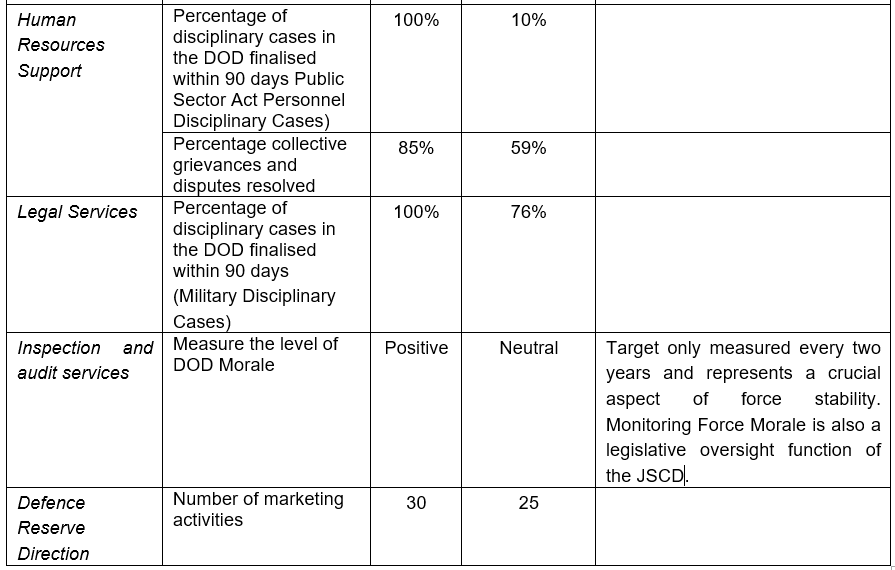 Human
Resources
Support
Percentage of
disciplinary cases in
the DOD finalised
within 90 days Public
Sector Act Personnel
Disciplinary Cases)
100%
10%
Percentage collective
grievances and
disputes resolved
85%
59%
Legal Services
Percentage of
disciplinary cases in
the DOD finalised
within 90 days
(Military Disciplinary
Cases)
100%
76%
Inspection and
audit services
Measure the level of
DOD Morale
Positive
Neutral
Target only measured every two
years and represents a crucial
aspect of force stability.
Monitoring Force Morale is also a
legislative oversight function of
the JSCD.
Defence
Reserve
Direction
Number of marketing
activities
30
25